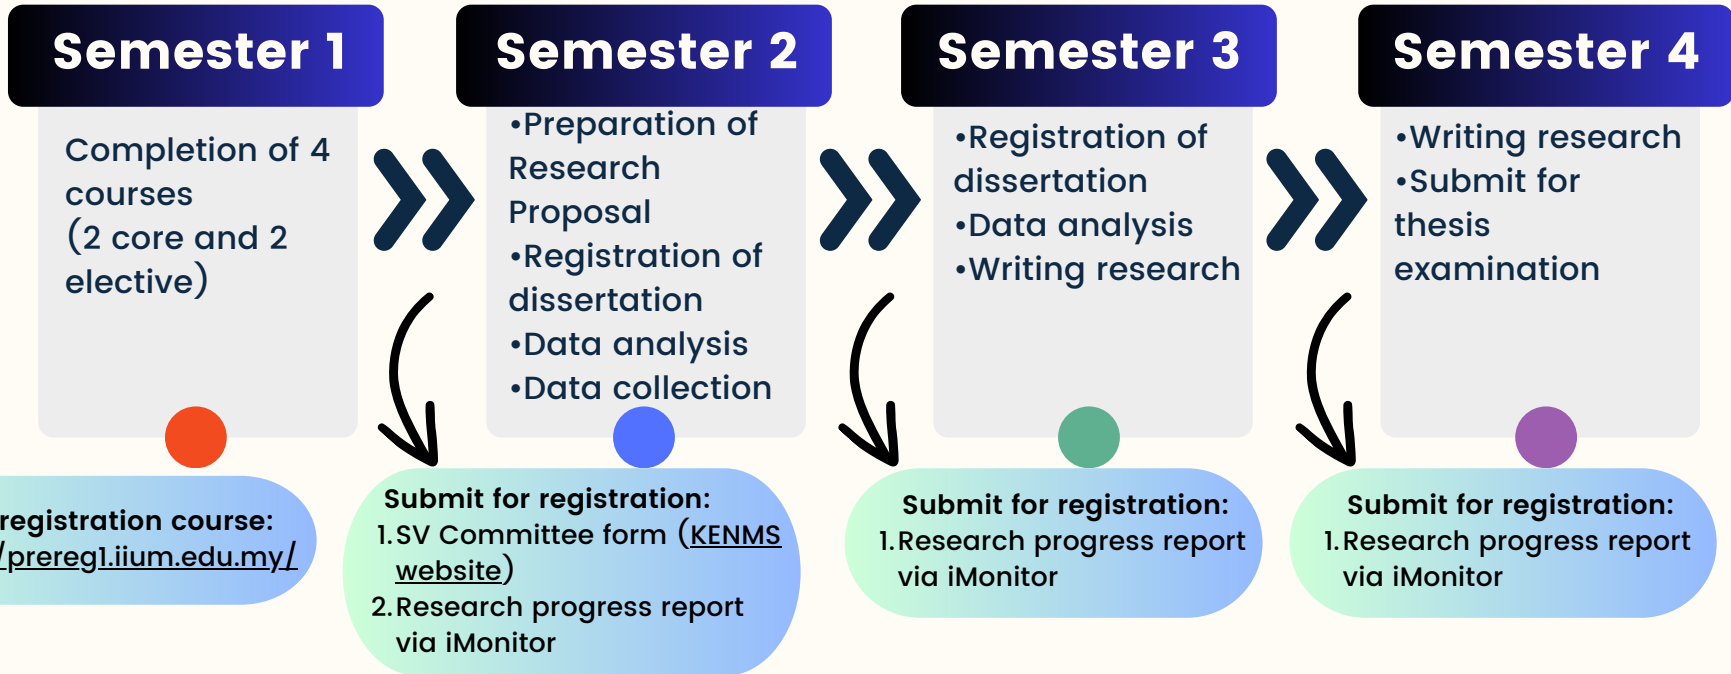 Semester 1
Completion of 4
courses
(2 core and 2
elective)
registration course:
/prereg1.iium.edu.my/
Semester 2
•Preparation of
Research
Proposal
•Registration of
dissertation
•Data analysis
•Data collection
Submit for registration:
1.SV Committee form (KENMS
website)
2.Research progress report
via iMonitor
Semester 3
•Registration of
dissertation
•Data analysis
•Writing research
Submit for registration:
1.Research progress report
via iMonitor
Semester 4
•Writing research
•Submit for
thesis
examination
Submit for registration:
1.Research progress report
via iMonitor